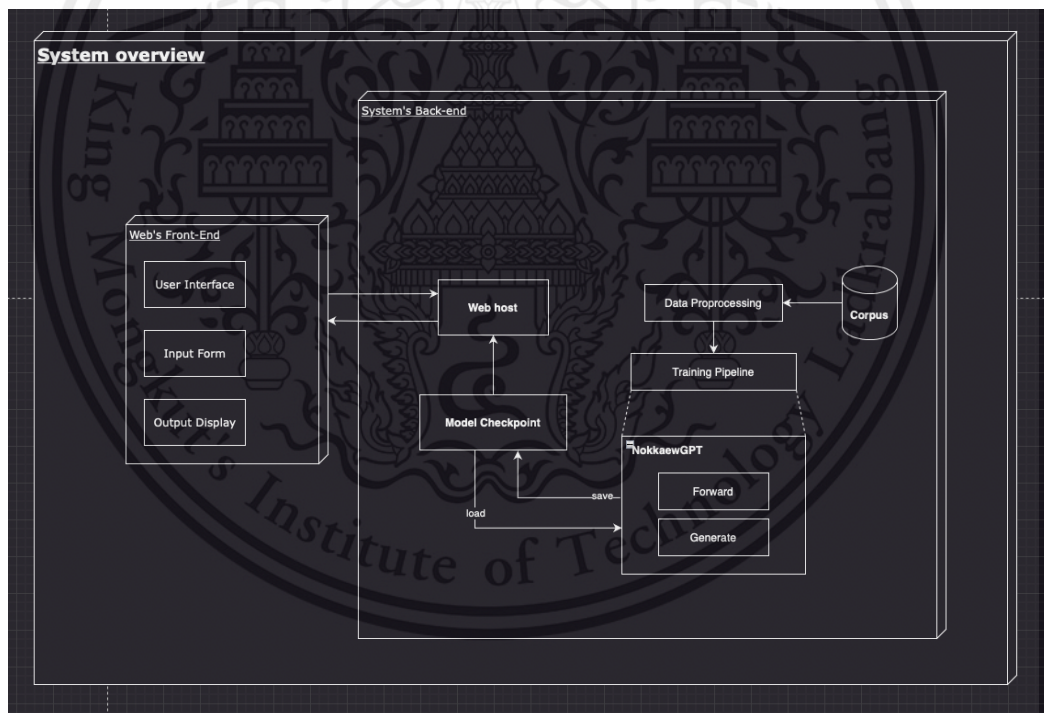 System overview
System's Back-end
Web's Front-End
User Interface
Input Form
Output Display
Web host
Model Checkpoint
Data Proprocessing
Corpus
Training Pipeline
NokkaewGPT
Forward
Generate
save
load
King Mongkut's Institute of Technology Ladkrabang